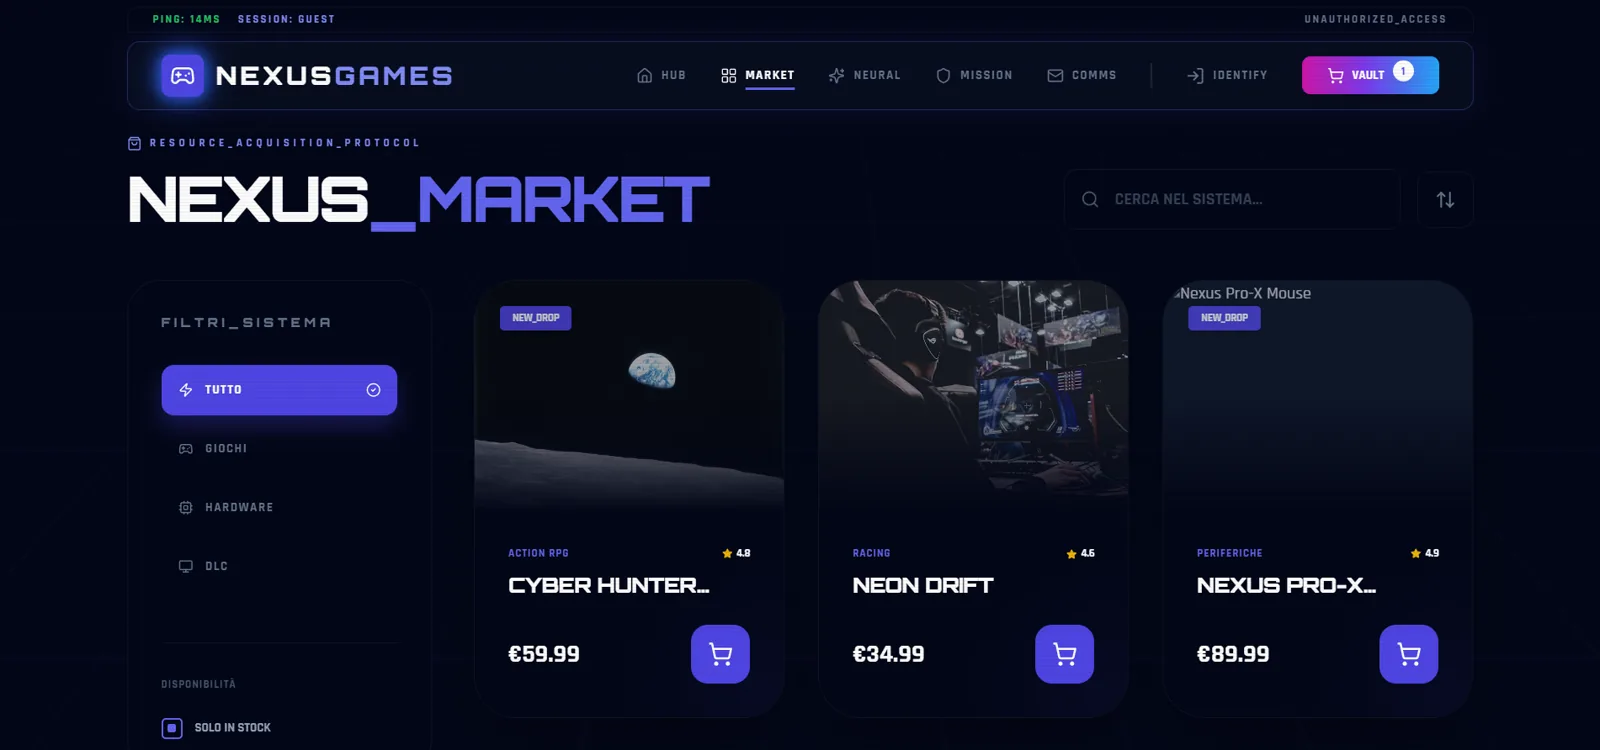 PING: 14MS SESSION: GUEST UNAUTHORIZED_ACCESS
NEXUSGAMES HUB MARKET NEURAL MISSION COMMS IDENTIFY VAULT 1
RESOURCE_ACQUISITION_PROTOCOL
NEXUS_MARKET
CERCA NEL SISTEMA...
FILTRI_SISTEMA
TUTTO
GIOCHI
HARDWARE
DLC
DISPONIBILITÀ
SOLO IN STOCK
NEW_DROP
ACTION RPG 4.8
CYBER HUNTER...
€59.99
RACING 4.6
NEON DRIFT
€34.99
Nexus Pro-X Mouse
NEW_DROP
PERIFERICHE 4.9
NEXUS PRO-X...
€89.99